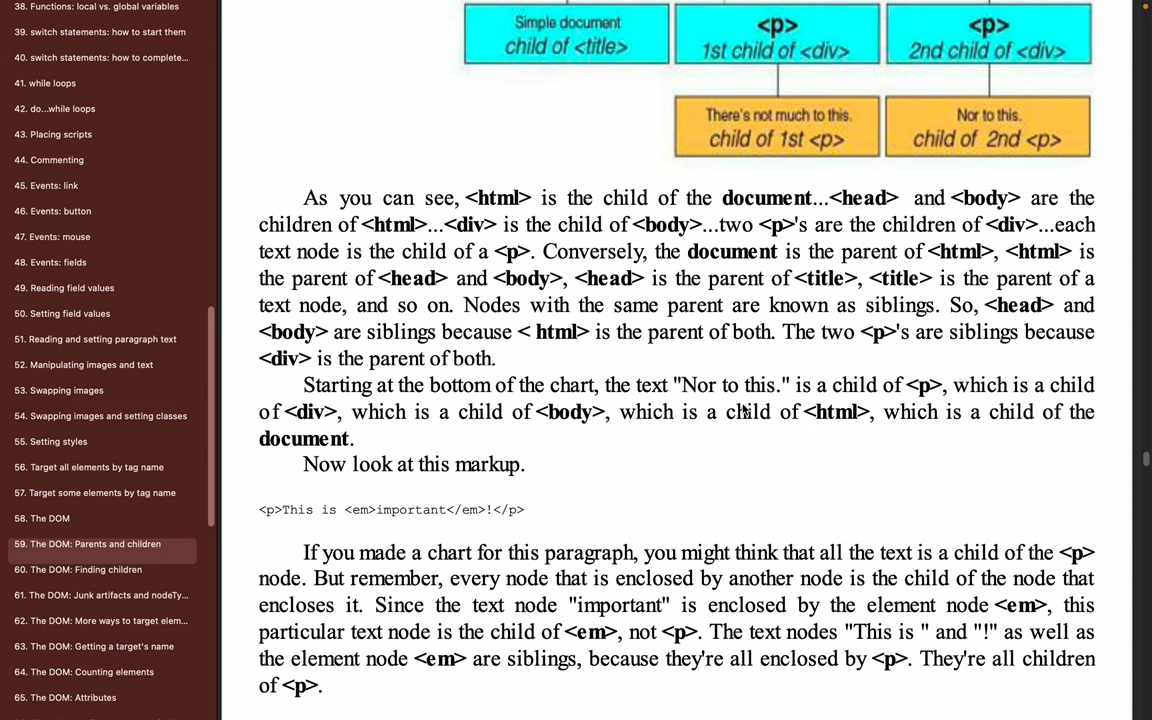 38. Functions: local vs. global variables
39. switch statements: how to start them
40. switch statements: how to complete...
41. while loops
42. do...while loops
43. Placing scripts
44. Commenting
45. Events: link
46. Events: button
47. Events: mouse
48. Events: fields
49. Reading field values
50. Setting field values
51. Reading and setting paragraph text
52. Manipulating images and text
53. Swapping images
54. Swapping images and setting classes
55. Setting styles
56. Target all elements by tag name
57. Target some elements by tag name
58. The DOM
59. The DOM: Parents and children
60. The DOM: Finding children
61. The DOM: Junk artifacts and nodeTy...
62. The DOM: More ways to target elem...
63. The DOM: Getting a target's name
64. The DOM: Counting elements
65. The DOM: Attributes
Simple document
child of <title>
<p>
1st child of <div>
<p>
2nd child of <div>
There's not much to this.
child of 1st <p>
Nor to this.
child of 2nd <p>
As you can see, <html> is the child of the document...<head> and <body> are the
children of <html>...<div> is the child of <body>...two <p>'s are the children of <div>...each
text node is the child of a <p>. Conversely, the document is the parent of <html>, <html> is
the parent of <head> and <body>, <head> is the parent of <title>, <title> is the parent of a
text node, and so on. Nodes with the same parent are known as siblings. So, <head> and
<body> are siblings because < html> is the parent of both. The two <p>'s are siblings because
<div> is the parent of both.
Starting at the bottom of the chart, the text "Nor to this." is a child of <p>, which is a child
of <div>, which is a child of <body>, which is a child of <html>, which is a child of the
document.
Now look at this markup.
<p>This is <em>important</em>!</p>
If you made a chart for this paragraph, you might think that all the text is a child of the <p>
node. But remember, every node that is enclosed by another node is the child of the node that
encloses it. Since the text node "important" is enclosed by the element node <em>, this
particular text node is the child of <em>, not <p>. The text nodes "This is " and "!" as well as
the element node <em> are siblings, because they're all enclosed by <p>. They're all children
of <p>.